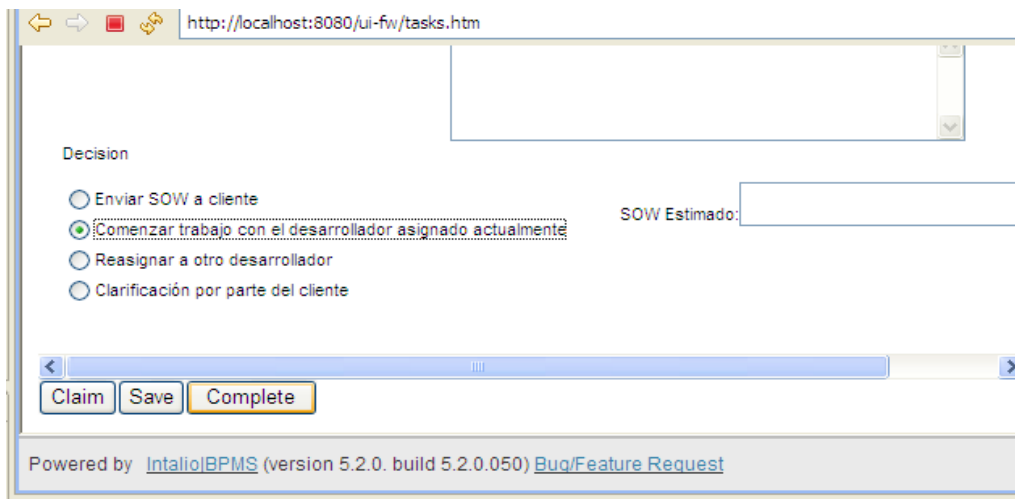 http://localhost:8080/ui-fw/tasks.htm
Decision
Enviar SOW a cliente
SOW Estimado:
Comenzar trabajo con el desarrollador asignado actualmente
Reasignar a otro desarrollador
Clarificación por parte del cliente
Claim Save Complete
Powered by Intalio|BPMS (version 5.2.0. build 5.2.0.050) Bug/Feature Request